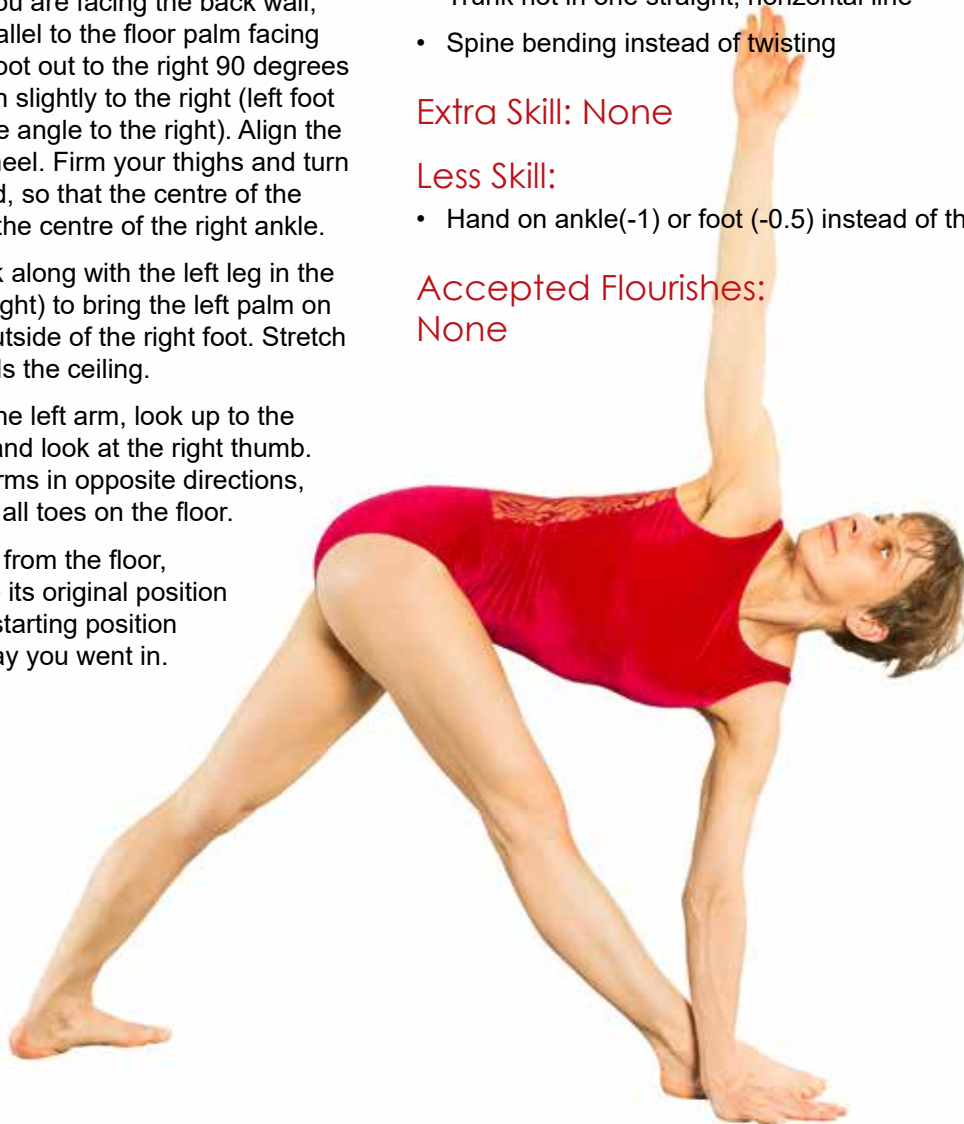 ou are facing the back wall,
allel to the floor palm facing
oot out to the right 90 degrees
n slightly to the right (left foot
e angle to the right). Align the
heel. Firm your thighs and turn
d, so that the centre of the
the centre of the right ankle.
k along with the left leg in the
ght) to bring the left palm on
utside of the right foot. Stretch
ds the ceiling.
he left arm, look up to the
and look at the right thumb.
rms in opposite directions,
all toes on the floor.
from the floor,
its original position
starting position
ay you went in.
Trunk not in one straight, horizontal line
• Spine bending instead of twisting
Extra Skill: None
Less Skill:
• Hand on ankle(-1) or foot (-0.5) instead of th
Accepted Flourishes:
None